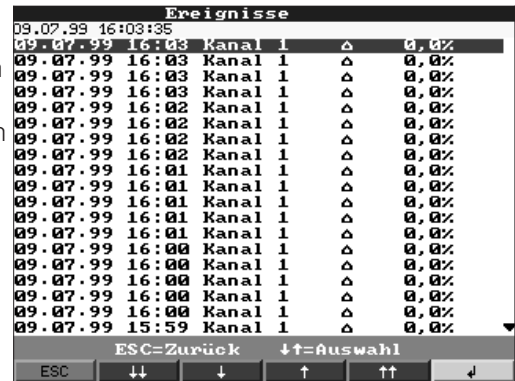 Ereignisse
09.07.99 16:03:35
09.07.99 16:03 Kanal 1 △ 0,0%
09.07.99 16:03 Kanal 1 △ 0,0%
09.07.99 16:03 Kanal 1 △ 0,0%
09.07.99 16:03 Kanal 1 △ 0,0%
09.07.99 16:02 Kanal 1 △ 0,0%
09.07.99 16:02 Kanal 1 △ 0,0%
09.07.99 16:02 Kanal 1 △ 0,0%
09.07.99 16:02 Kanal 1 △ 0,0%
09.07.99 16:01 Kanal 1 △ 0,0%
09.07.99 16:01 Kanal 1 △ 0,0%
09.07.99 16:01 Kanal 1 △ 0,0%
09.07.99 16:01 Kanal 1 △ 0,0%
09.07.99 16:01 Kanal 1 △ 0,0%
09.07.99 16:00 Kanal 1 △ 0,0%
09.07.99 16:00 Kanal 1 △ 0,0%
09.07.99 16:00 Kanal 1 △ 0,0%
09.07.99 16:00 Kanal 1 △ 0,0%
09.07.99 15:59 Kanal 1 △ 0,0%
ESC=Zurück ↓↑=Auswahl
ESC ↓↓ ↓ ↑ ↑↑ ↲